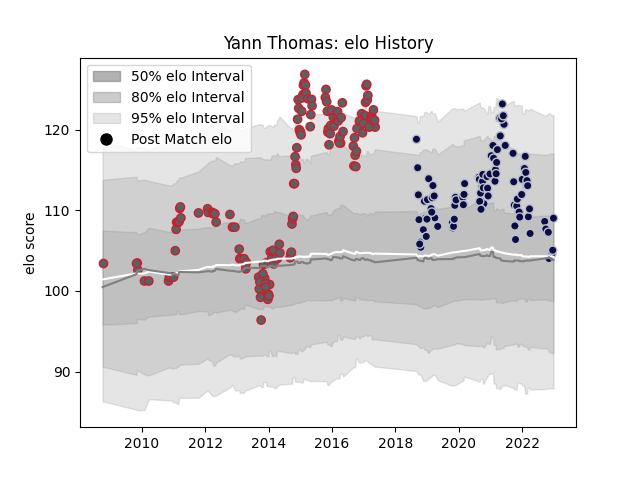 Yann Thomas: elo History
50% elo Interval
80% elo Interval
95% elo Interval
Post Match elo
elo score
120
110
100
90
2010 2012 2014 2016 2018 2020 2022